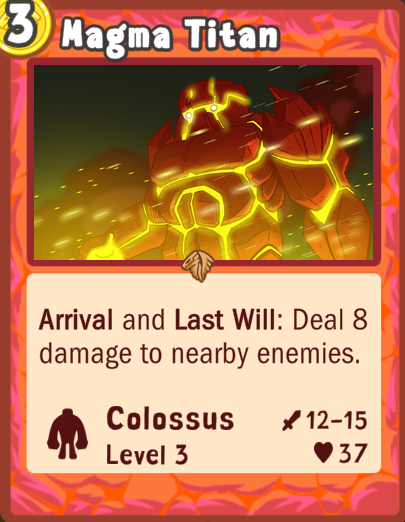 3
Magma Titan
Arrival and Last Will: Deal 8
damage to nearby enemies.
Colossus
12–15
Level 3
37